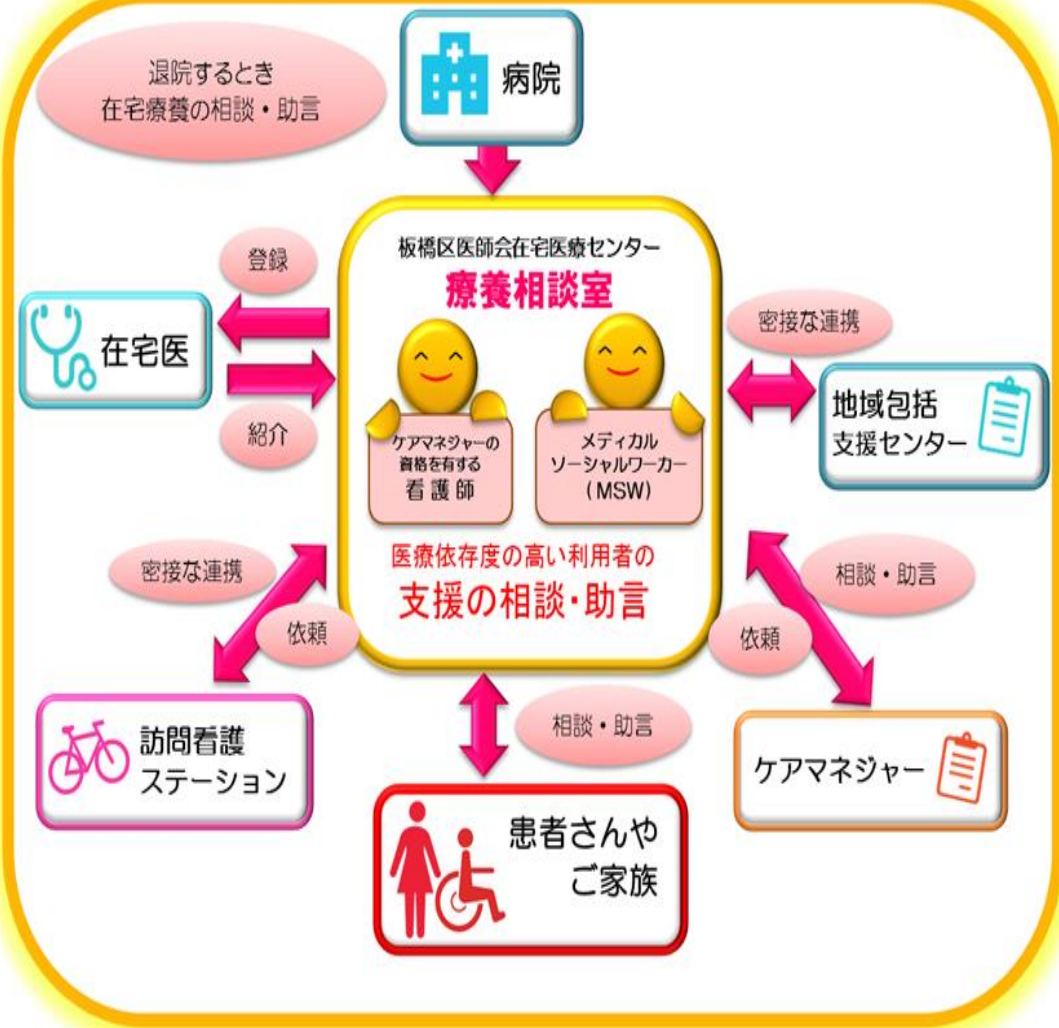 退院するとき
在宅療養の相談・助言
病院
板橋区医師会在宅医療センター
療養相談室
登録
在宅医
紹介
密接な連携
地域包括
支援センター
ケアマネジャーの
資格を有する
看護師
メディカル
ソーシャルワーカー
(MSW)
医療依存度の高い利用者の
支援の相談・助言
密接な連携
依頼
相談・助言
依頼
訪問看護
ステーション
相談・助言
ケアマネジャー
患者さんや
ご家族